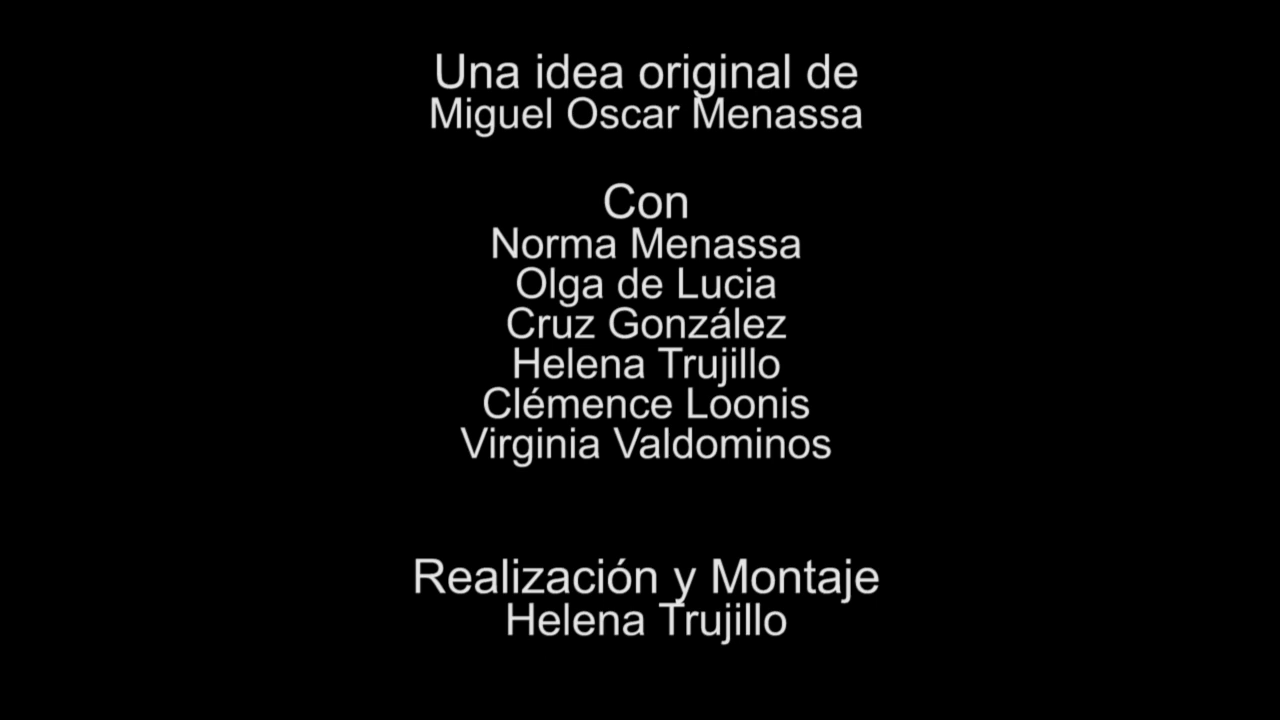 Una idea original de
Miguel Oscar Menassa
Con
Norma Menassa
Olga de Lucia
Cruz González
Helena Trujillo
Clémence Loonis
Virginia Valdominos
Realización y Montaje
Helena Trujillo